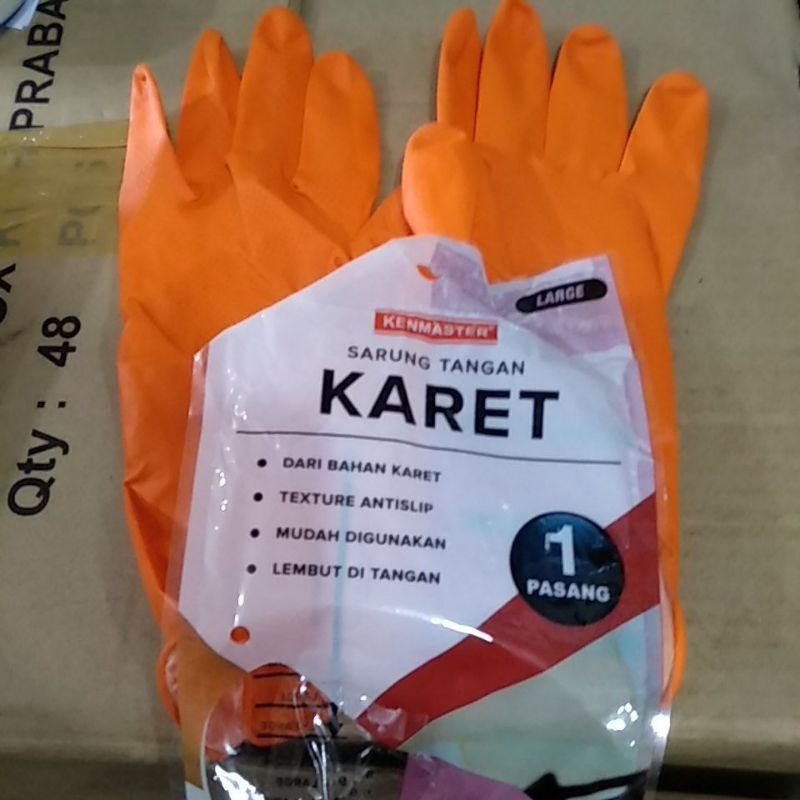 LARGE
KENMASTER
SARUNG TANGAN
KARET
DARI BAHAN KARET
TEXTURE ANTISLIP
MUDAH DIGUNAKAN
LEMBUT DI TANGAN
1
PASANG
PRABA
Qty : 48